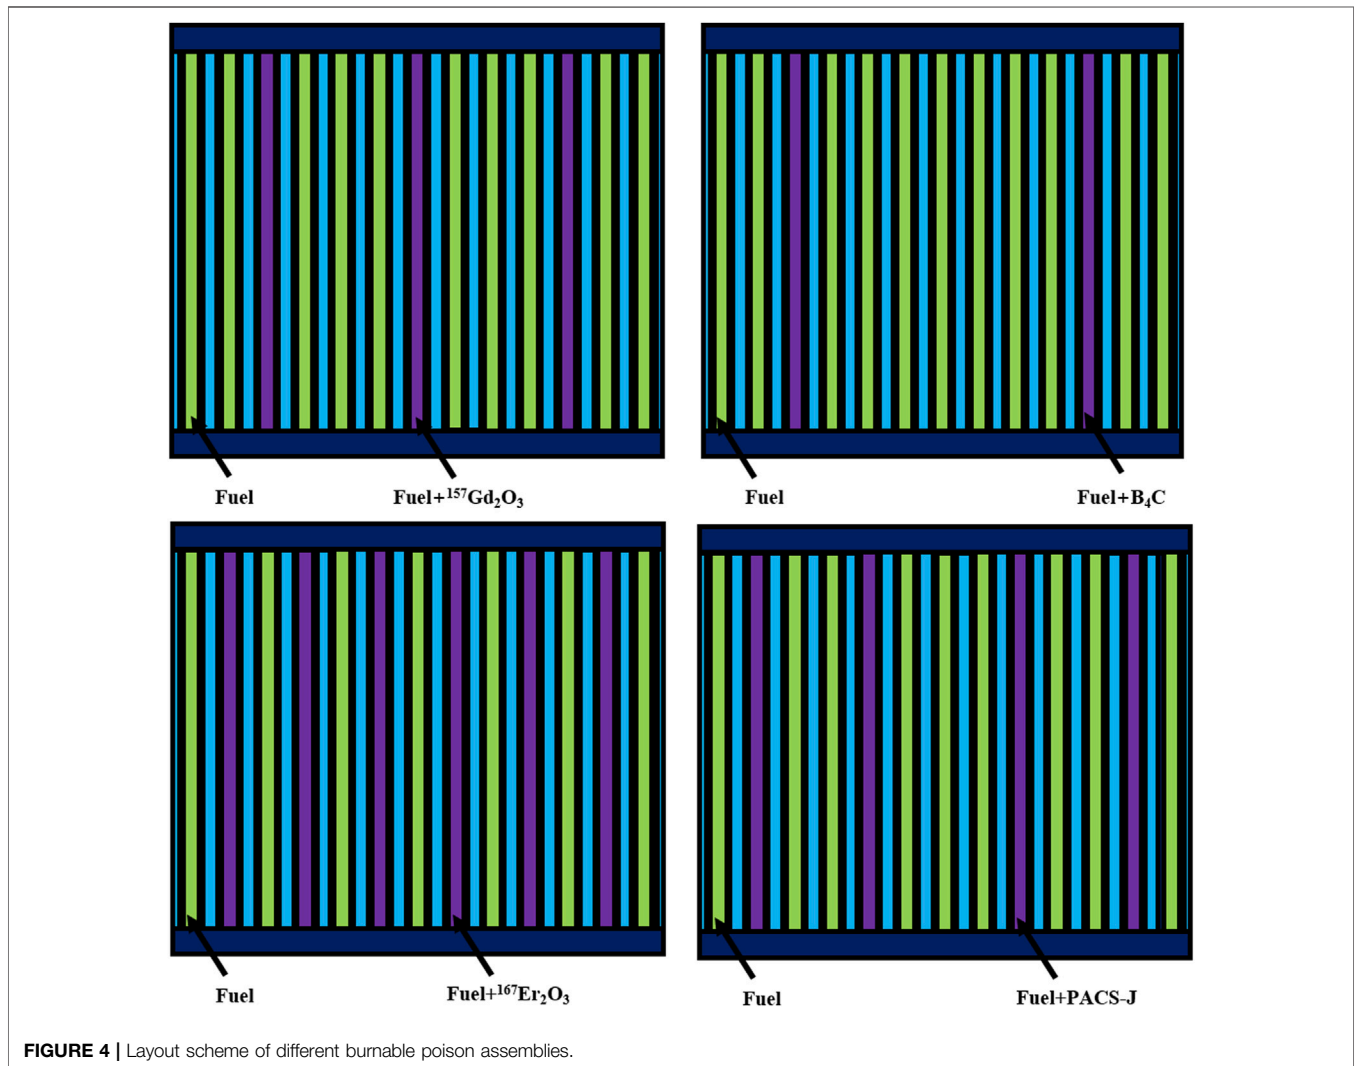 Fuel
Fuel+¹⁵⁷Gd₂O₃
Fuel
Fuel+B₄C
Fuel
Fuel+¹⁶⁷Er₂O₃
Fuel
Fuel+PACS-J
FIGURE 4 | Layout scheme of different burnable poison assemblies.